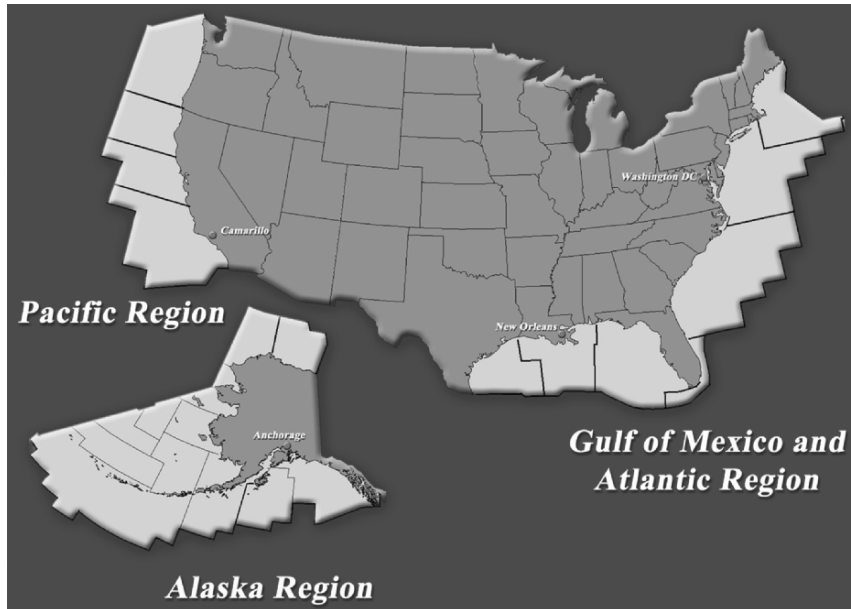 Washington DC
Camarillo
Pacific Region
New Orleans
Anchorage
Gulf of Mexico and
Atlantic Region
Alaska Region